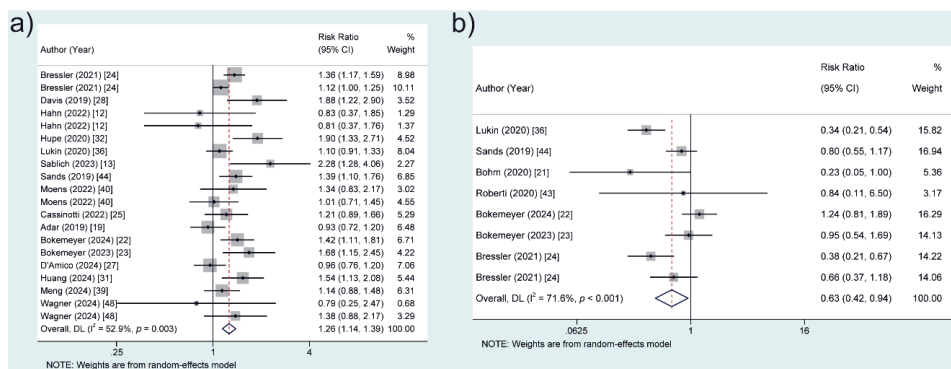 a)
Risk Ratio %
Author (Year) (95% CI) Weight
Bressler (2021) [24] 1.36 (1.17, 1.59) 8.98
Bressler (2021) [24] 1.12 (1.00, 1.25) 10.11
Davis (2019) [28] 1.88 (1.22, 2.90) 3.52
Hahn (2022) [12] 0.83 (0.37, 1.85) 1.29
Hahn (2022) [12] 0.81 (0.37, 1.76) 1.37
Hupe (2020) [32] 1.90 (1.33, 2.71) 4.52
Lukin (2020) [36] 1.10 (0.91, 1.33) 8.04
Sablich (2023) [13] 2.28 (1.28, 4.06) 2.27
Sands (2019) [44] 1.39 (1.10, 1.76) 6.85
Moens (2022) [40] 1.34 (0.83, 2.17) 3.02
Moens (2022) [40] 1.01 (0.71, 1.45) 4.55
Cassinotti (2022) [25] 1.21 (0.89, 1.66) 5.29
Adar (2019) [19] 0.93 (0.72, 1.20) 6.48
Bokemeyer (2024) [22] 1.42 (1.11, 1.81) 6.71
Bokemeyer (2023) [23] 1.68 (1.15, 2.45) 4.22
D'Amico (2024) [27] 0.96 (0.76, 1.20) 7.06
Huang (2024) [31] 1.54 (1.13, 2.08) 5.44
Meng (2024) [39] 1.14 (0.88, 1.48) 6.31
Wagner (2024) [48] 0.79 (0.25, 2.47) 0.68
Wagner (2024) [48] 1.38 (0.88, 2.17) 3.29
Overall, DL (I² = 52.9%, p = 0.003) 1.26 (1.14, 1.39) 100.00
.25 1 4
NOTE: Weights are from random-effects model
b)
Risk Ratio %
Author (Year) (95% CI) Weight
Lukin (2020) [36] 0.34 (0.21, 0.54) 15.82
Sands (2019) [44] 0.80 (0.55, 1.17) 16.94
Bohm (2020) [21] 0.23 (0.05, 1.00) 5.36
Roberti (2020) [43] 0.84 (0.11, 6.50) 3.17
Bokemeyer (2024) [22] 1.24 (0.81, 1.89) 16.29
Bokemeyer (2023) [23] 0.95 (0.54, 1.69) 14.13
Bressler (2021) [24] 0.38 (0.21, 0.67) 14.22
Bressler (2021) [24] 0.66 (0.37, 1.18) 14.06
Overall, DL (I² = 71.6%, p < 0.001) 0.63 (0.42, 0.94) 100.00
.0625 1 16
NOTE: Weights are from random-effects model